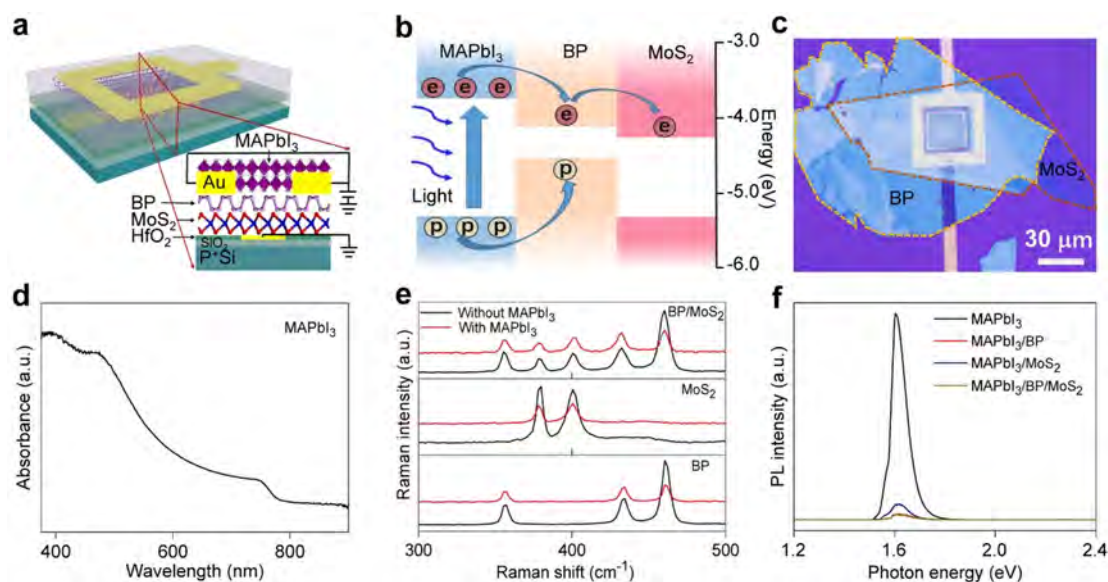 a
MAPbI₃
Au
BP
MoS₂
HfO₂
SiO₂
P⁺Si
b
MAPbI₃
BP
MoS₂
e e e
e
e
p
Light
p p p
-3.0
-4.0
-5.0
-6.0
Energy (eV)
c
MoS₂
BP
30 μm
d
MAPbI₃
Absorbance (a.u.)
400 600 800
Wavelength (nm)
e
Without MAPbI₃
With MAPbI₃
BP/MoS₂
MoS₂
BP
Raman intensity (a.u.)
300 400 500
Raman shift (cm⁻¹)
f
MAPbI₃
MAPbI₃/BP
MAPbI₃/MoS₂
MAPbI₃/BP/MoS₂
PL intensity (a.u.)
1.2 1.6 2.0 2.4
Photon energy (eV)